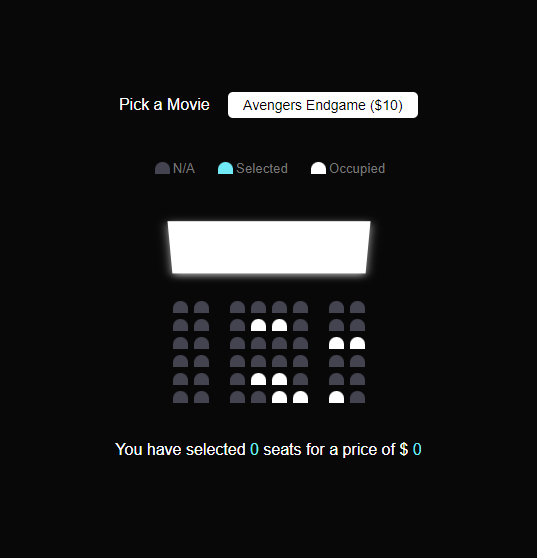 Pick a Movie Avengers Endgame ($10)
N/A Selected Occupied
You have selected 0 seats for a price of $ 0